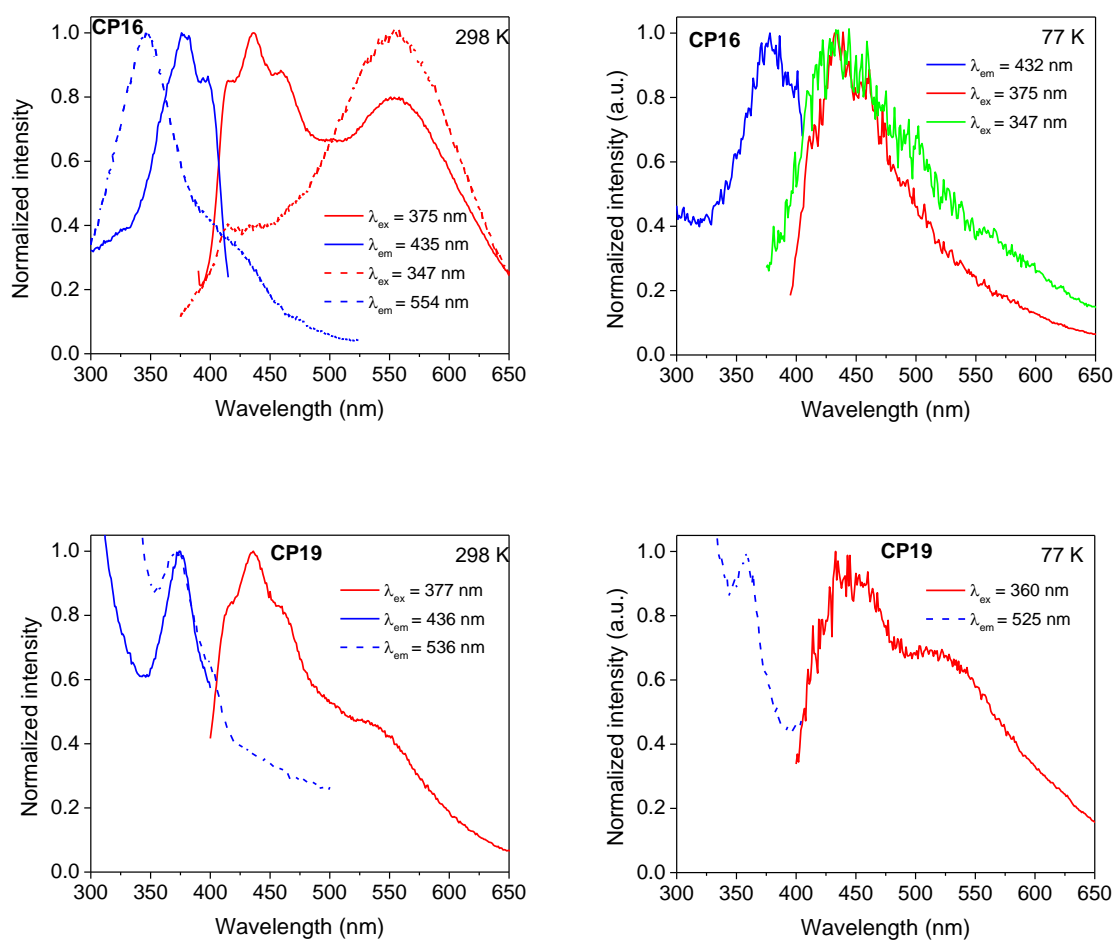 CP16
298 K
1.0
0.8
0.6
0.4
0.2
0.0
Normalized intensity
λex = 375 nm
λem = 435 nm
λex = 347 nm
λem = 554 nm
300 350 400 450 500 550 600 650
Wavelength (nm)
CP16
77 K
1.0
0.8
0.6
0.4
0.2
0.0
Normalized intensity (a.u.)
λem = 432 nm
λex = 375 nm
λex = 347 nm
300 350 400 450 500 550 600 650
Wavelength (nm)
CP19
298 K
1.0
0.8
0.6
0.4
0.2
0.0
Normalized intensity
λex = 377 nm
λem = 436 nm
λem = 536 nm
300 350 400 450 500 550 600 650
Wavelength (nm)
CP19
77 K
1.0
0.8
0.6
0.4
0.2
0.0
Normalized intensity (a.u.)
λex = 360 nm
λem = 525 nm
300 350 400 450 500 550 600 650
Wavelength (nm)